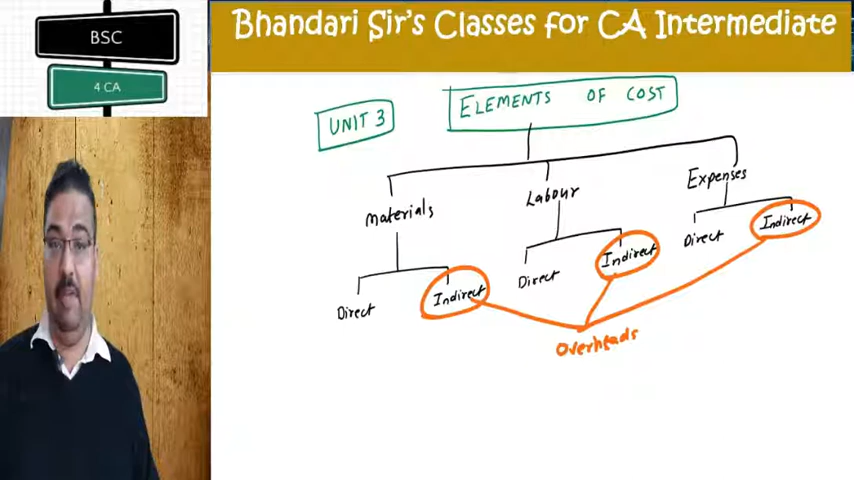 BSC
4 CA
Bhandari Sir's Classes for CA Intermediate
UNIT 3
ELEMENTS OF COST
Materials
Labour
Expenses
Direct
Indirect
Direct
Indirect
Direct
Indirect
Overheads